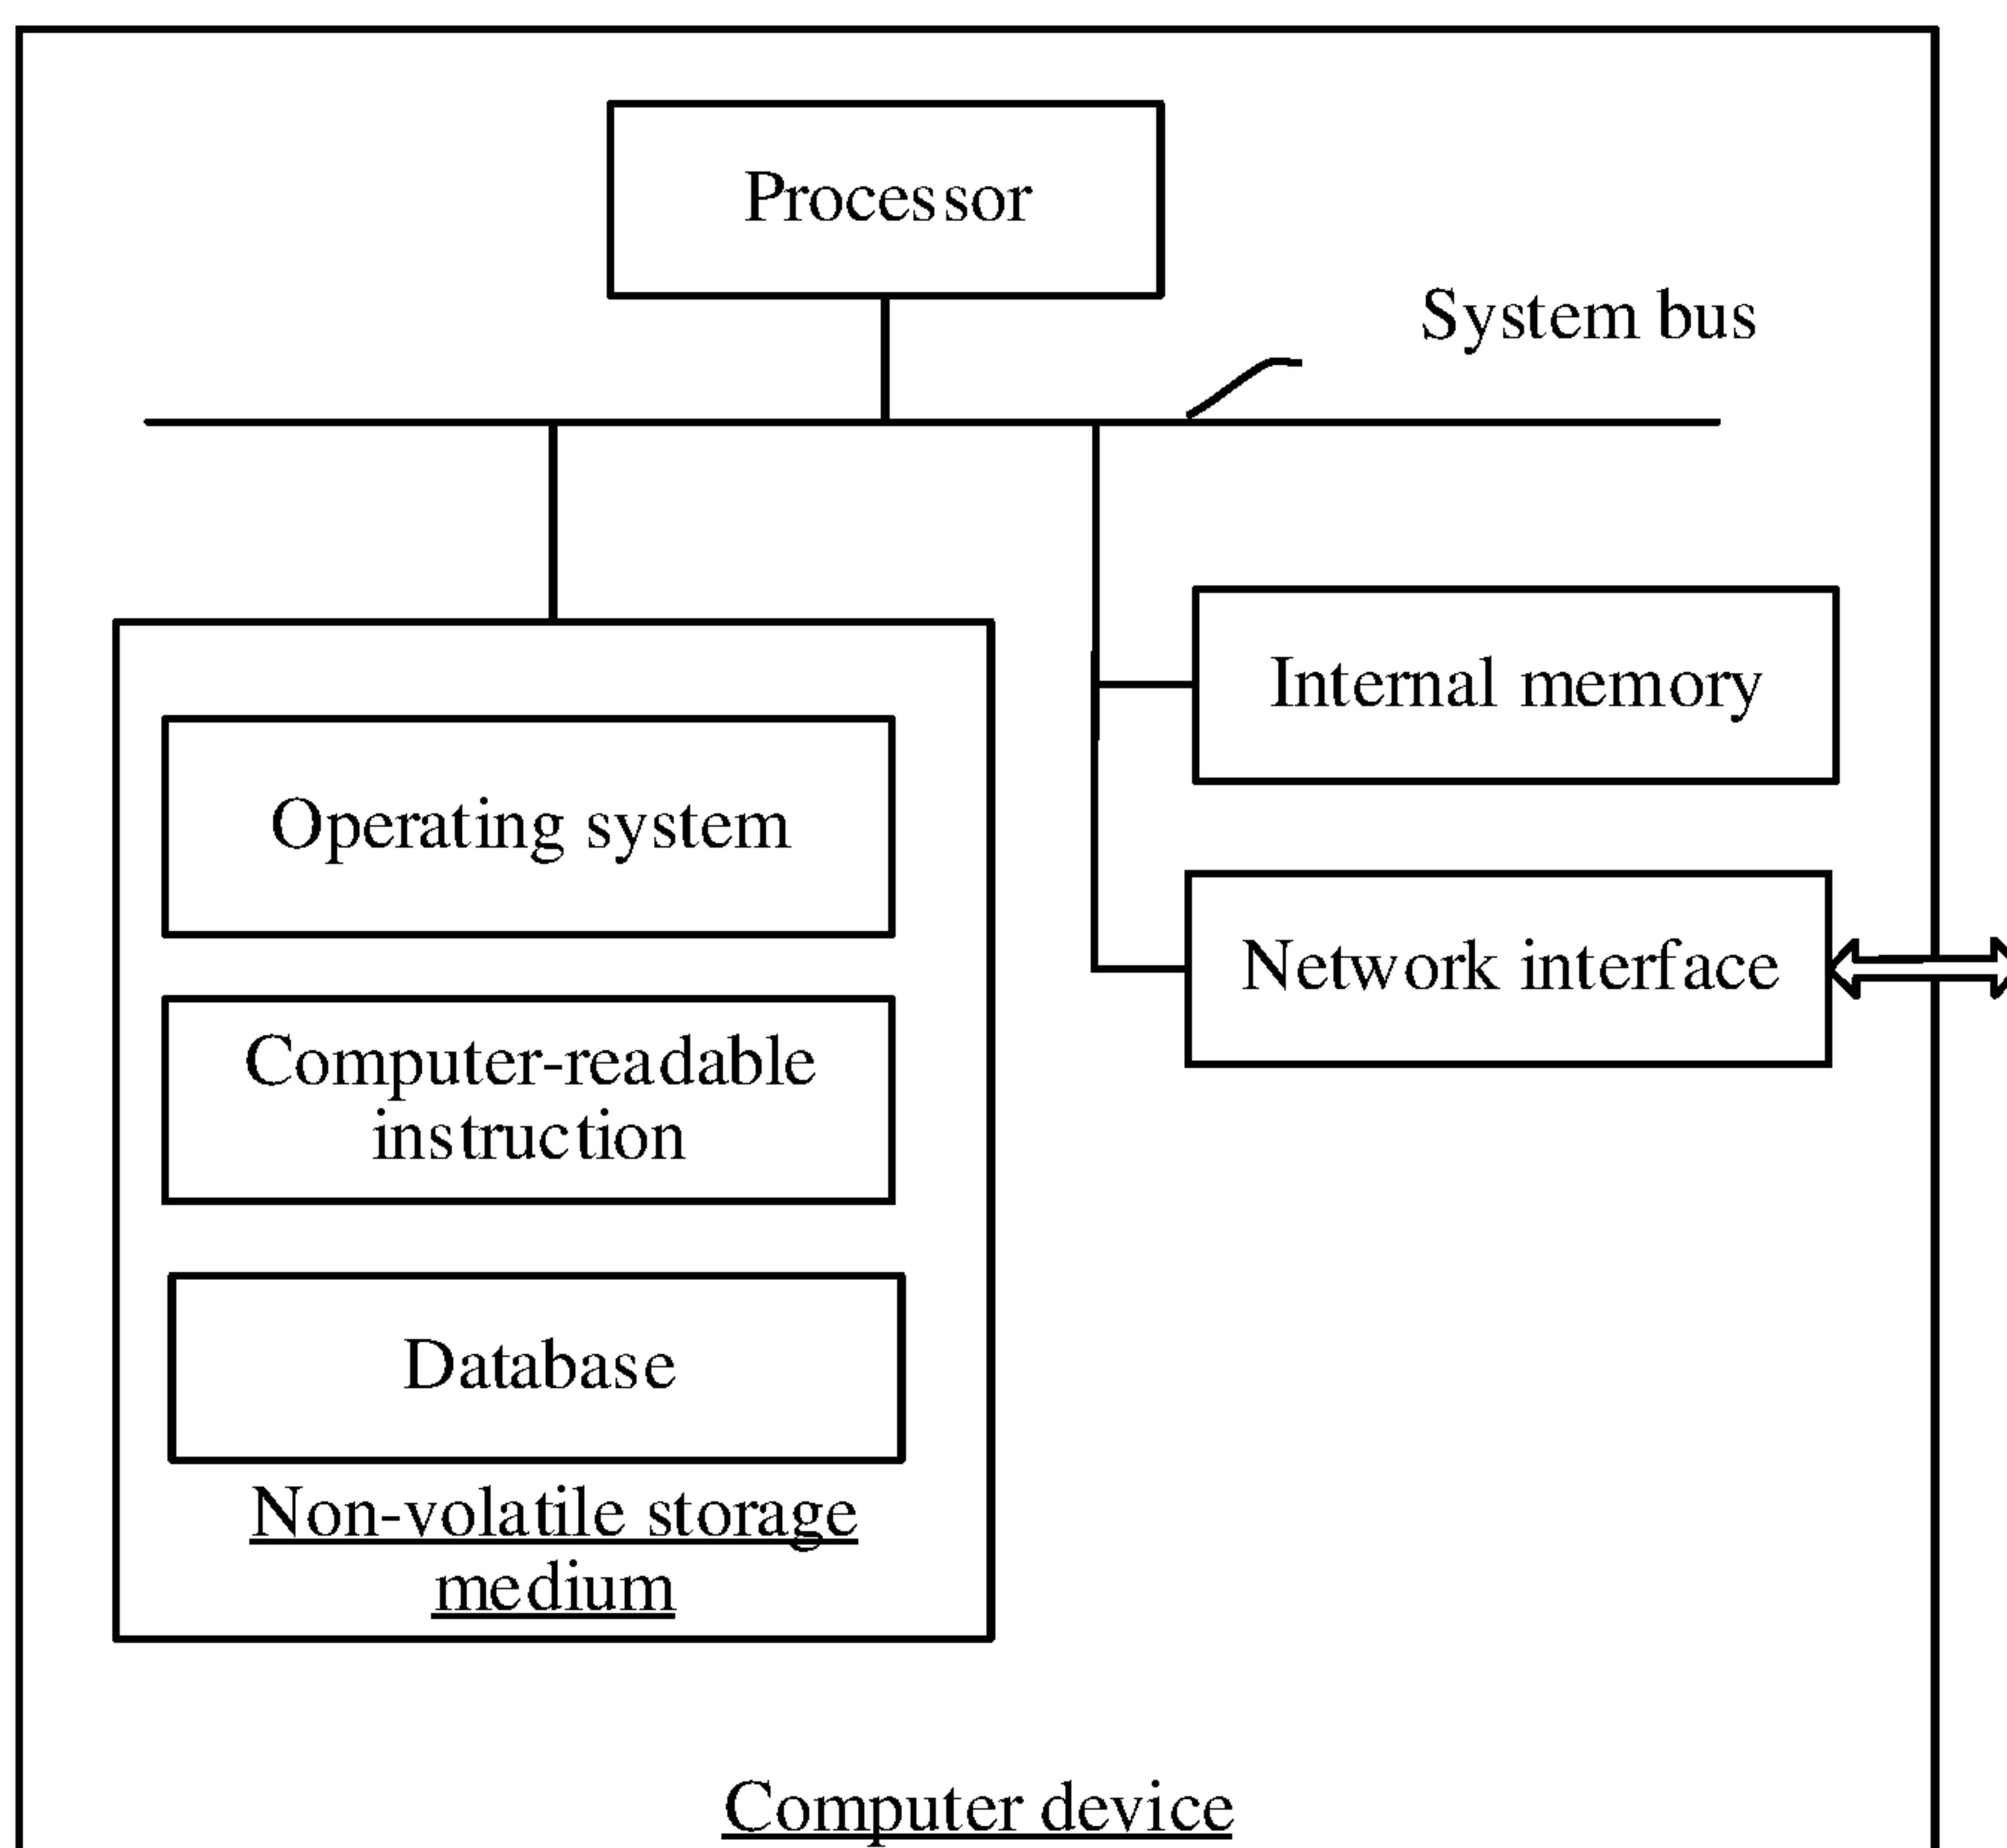 Processor
System bus
Internal memory
Operating system
Network interface
Computer-readable
instruction
Database
Non-volatile storage
medium
Computer device